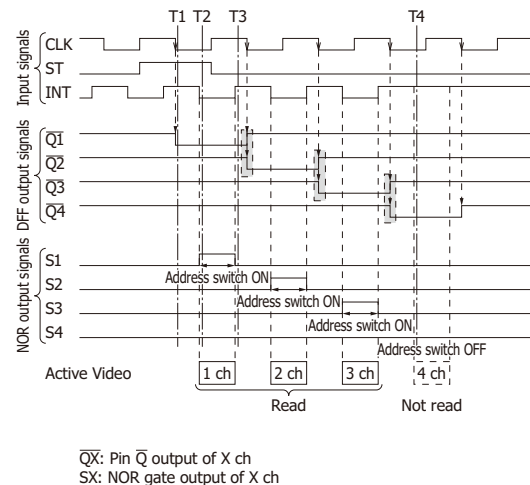 T1 T2 T3 T4
Input signals
CLK
ST
INT
DFF output signals
Q1
Q2
Q3
Q4
NOR output signals
S1
Address switch ON
S2
Address switch ON
S3
Address switch ON
S4
Address switch OFF
Active Video 1 ch 2 ch 3 ch 4 ch
Read Not read
QX: Pin Q output of X ch
SX: NOR gate output of X ch